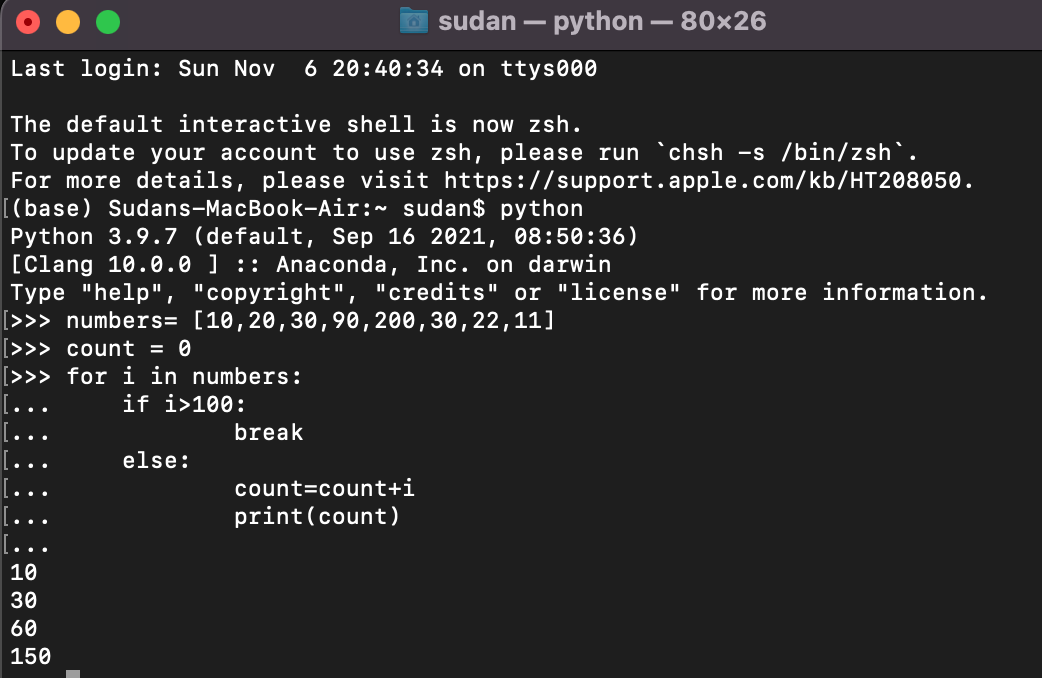 sudan — python — 80×26
Last login: Sun Nov  6 20:40:34 on ttys000
The default interactive shell is now zsh.
To update your account to use zsh, please run `chsh -s /bin/zsh`.
For more details, please visit https://support.apple.com/kb/HT208050.
[(base) Sudans-MacBook-Air:~ sudan$ python
Python 3.9.7 (default, Sep 16 2021, 08:50:36)
[Clang 10.0.0 ] :: Anaconda, Inc. on darwin
Type "help", "copyright", "credits" or "license" for more information.
[>>> numbers= [10,20,30,90,200,30,22,11]
[>>> count = 0
[>>> for i in numbers:
[...     if i>100:
[...             break
[...     else:
[...             count=count+i
[...             print(count)
[...
10
30
60
150